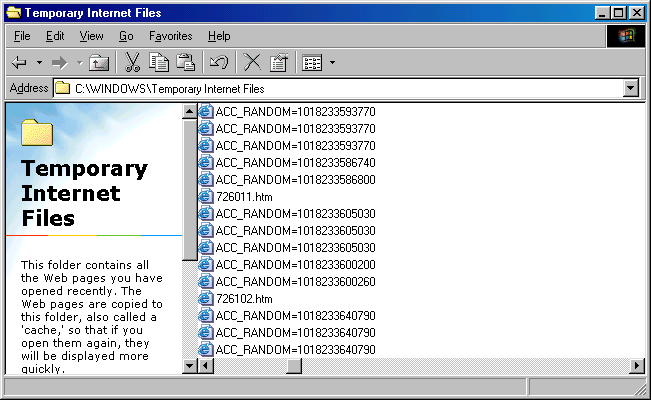 Temporary Internet Files
File Edit View Go Favorites Help
Address C:\WINDOWS\Temporary Internet Files
Temporary
Internet
Files
This folder contains all
the Web pages you have
opened recently. The
Web pages are copied to
this folder, also called a
'cache,' so that if you
open them again, they
will be displayed more
quickly.
ACC_RANDOM=1018233593770
ACC_RANDOM=1018233593770
ACC_RANDOM=1018233593770
ACC_RANDOM=1018233586740
ACC_RANDOM=1018233586800
726011.htm
ACC_RANDOM=1018233605030
ACC_RANDOM=1018233605030
ACC_RANDOM=1018233605030
ACC_RANDOM=1018233600200
ACC_RANDOM=1018233600260
726102.htm
ACC_RANDOM=1018233640790
ACC_RANDOM=1018233640790
ACC_RANDOM=1018233640790